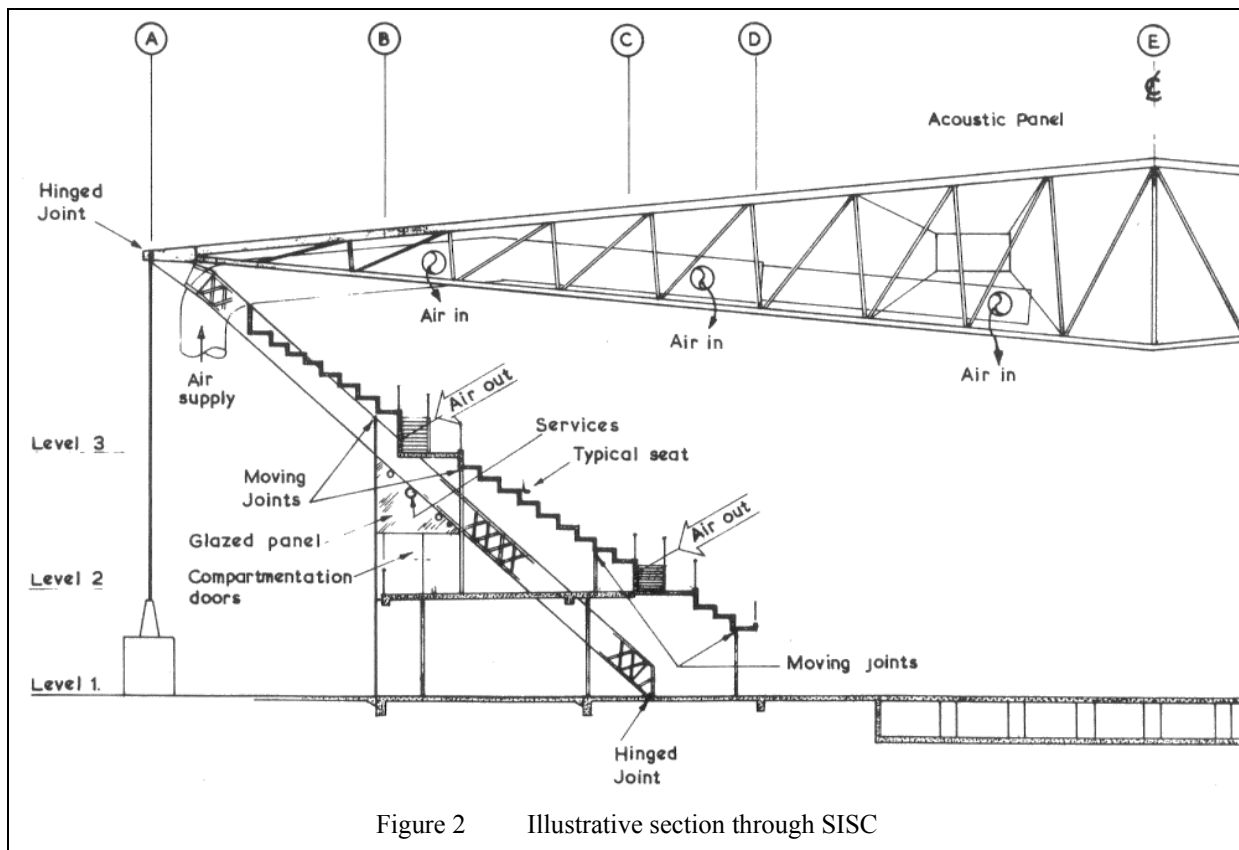 A B C D E
℄
Acoustic Panel
Hinged
Joint
Air in
Air in
Air in
Air
supply
Air out
Services
Typical seat
Level 3
Moving
Joints
Air out
Glazed panel
Compartmentation
doors
Level 2
Moving joints
Level 1.
Hinged
Joint
Figure 2 Illustrative section through SISC